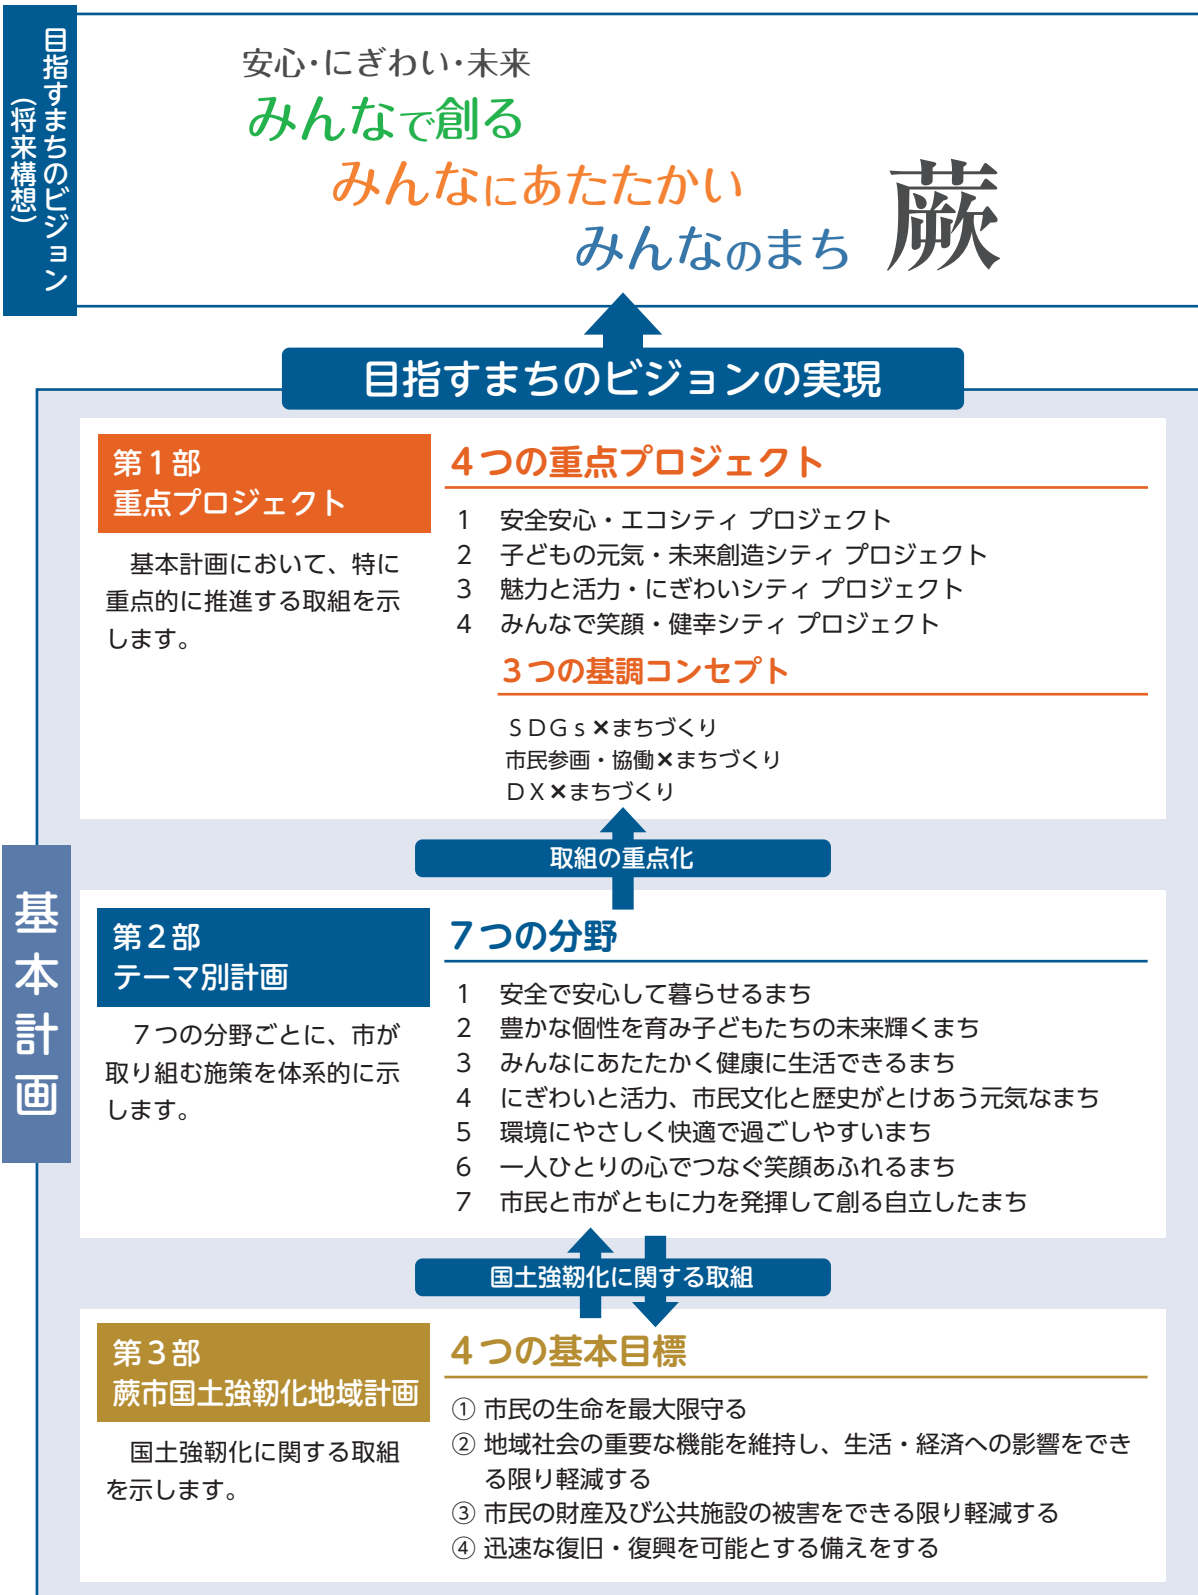 目指すまちのビジョン
（将来構想）
安心・にぎわい・未来
みんなで創る
みんなにあたたかい
みんなのまち 蕨
目指すまちのビジョンの実現
基本計画
第１部
重点プロジェクト
基本計画において、特に
重点的に推進する取組を示
します。
４つの重点プロジェクト
1 安全安心・エコシティ プロジェクト
2 子どもの元気・未来創造シティ プロジェクト
3 魅力と活力・にぎわいシティ プロジェクト
4 みんなで笑顔・健幸シティ プロジェクト
３つの基調コンセプト
ＳＤＧｓ×まちづくり
市民参画・協働×まちづくり
ＤＸ×まちづくり
取組の重点化
第２部
テーマ別計画
７つの分野ごとに、市が
取り組む施策を体系的に示
します。
７つの分野
1 安全で安心して暮らせるまち
2 豊かな個性を育み子どもたちの未来輝くまち
3 みんなにあたたかく健康に生活できるまち
4 にぎわいと活力、市民文化と歴史がとけあう元気なまち
5 環境にやさしく快適で過ごしやすいまち
6 一人ひとりの心でつなぐ笑顔あふれるまち
7 市民と市がともに力を発揮して創る自立したまち
国土強靭化に関する取組
第３部
蕨市国土強靭化地域計画
国土強靭化に関する取組
を示します。
４つの基本目標
① 市民の生命を最大限守る
② 地域社会の重要な機能を維持し、生活・経済への影響をでき
る限り軽減する
③ 市民の財産及び公共施設の被害をできる限り軽減する
④ 迅速な復旧・復興を可能とする備えをする